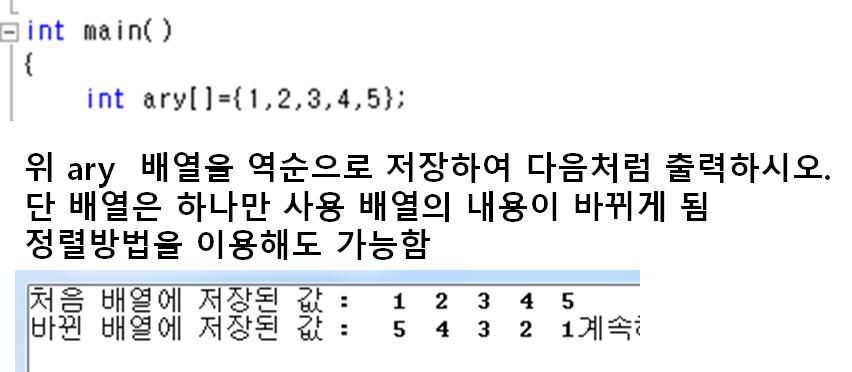 int main()
{
int ary[]={1,2,3,4,5};
위 ary 배열을 역순으로 저장하여 다음처럼 출력하시오.
단 배열은 하나만 사용 배열의 내용이 바뀌게 됨
정렬방법을 이용해도 가능함
처음 배열에 저장된 값 : 1 2 3 4 5
바뀐 배열에 저장된 값 : 5 4 3 2 1계속